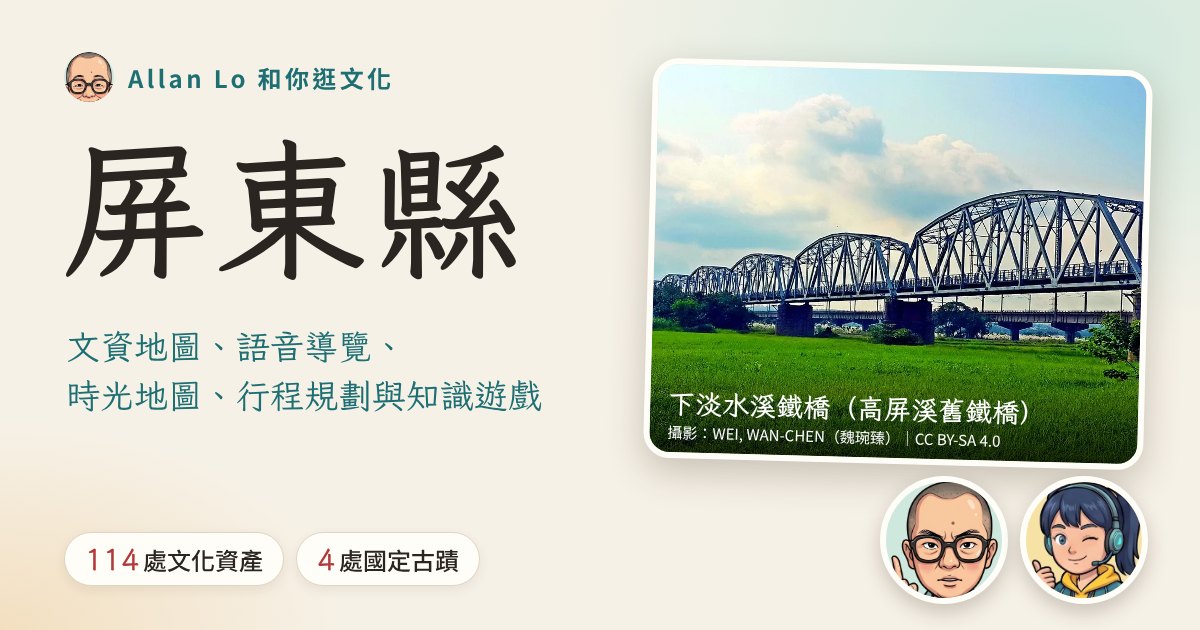 Allan Lo 和你逛文化
屏東縣
文資地圖、語音導覽、
時光地圖、行程規劃與知識遊戲
下淡水溪鐵橋（高屏溪舊鐵橋）
攝影：WEI, WAN-CHEN（魏琬臻）｜CC BY-SA 4.0
114 處文化資產
4 處國定古蹟